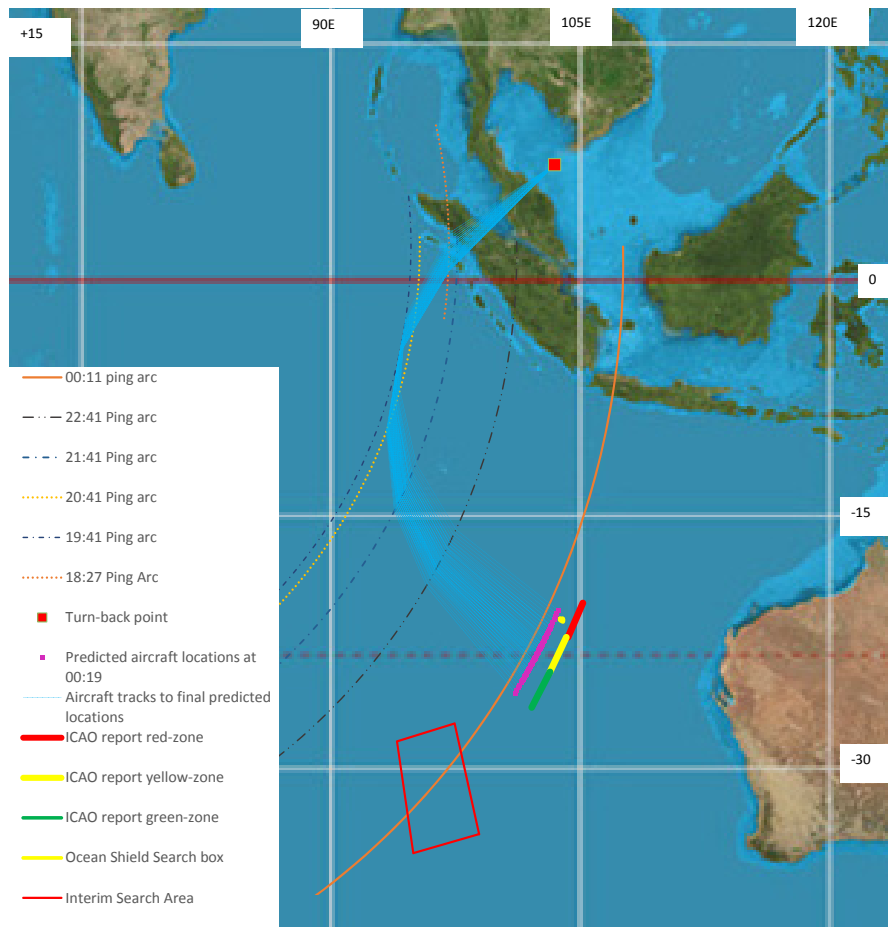 +15
90E
105E
120E
0
-15
-30
00:11 ping arc
22:41 Ping arc
21:41 Ping arc
20:41 Ping arc
19:41 Ping arc
18:27 Ping Arc
Turn-back point
Predicted aircraft locations at
00:19
Aircraft tracks to final predicted
locations
ICAO report red-zone
ICAO report yellow-zone
ICAO report green-zone
Ocean Shield Search box
Interim Search Area